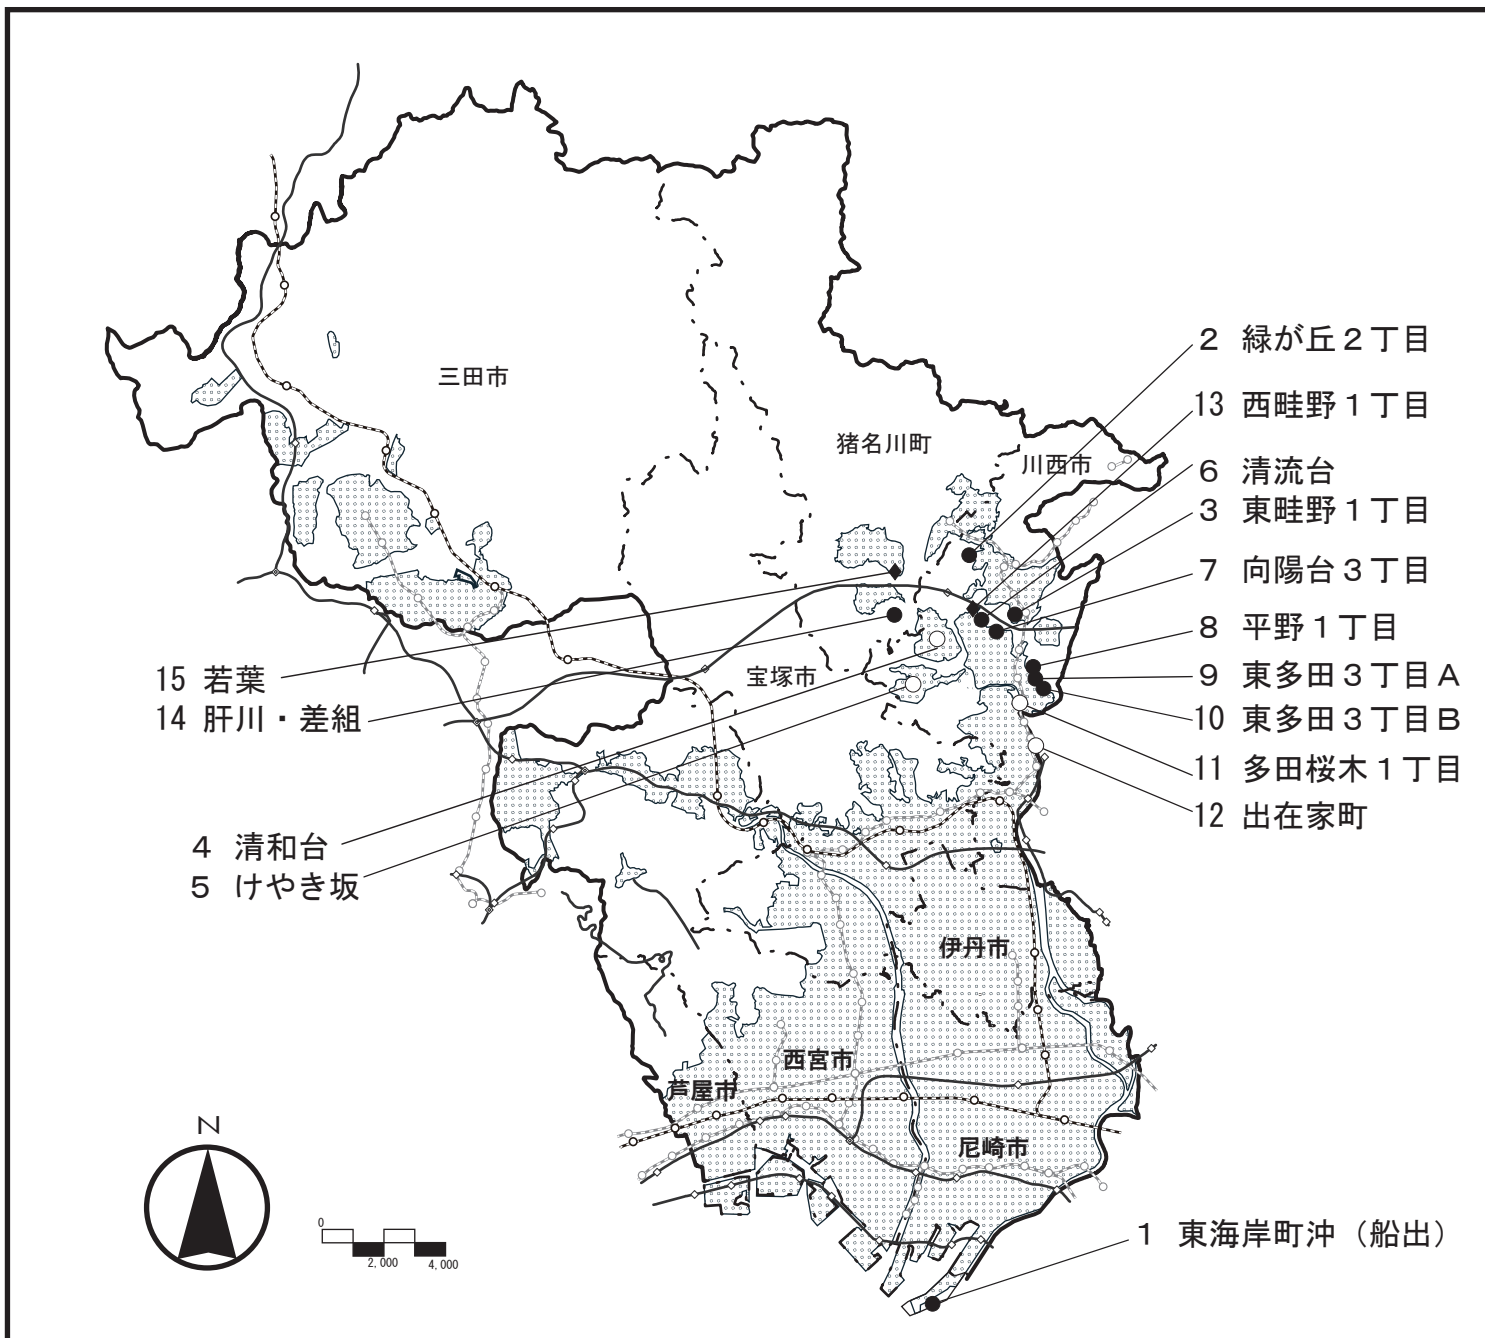 ２ 緑が丘２丁目
三田市
13 西畦野１丁目
猪名川町
川西市
６ 清流台
３ 東畦野１丁目
７ 向陽台３丁目
８ 平野１丁目
15 若葉
宝塚市
９ 東多田３丁目Ａ
14 肝川・差組
10 東多田３丁目Ｂ
11 多田桜木１丁目
12 出在家町
４ 清和台
５ けやき坂
伊丹市
西宮市
芦屋市
尼崎市
N
0
2,000
4,000
１ 東海岸町沖（船出）